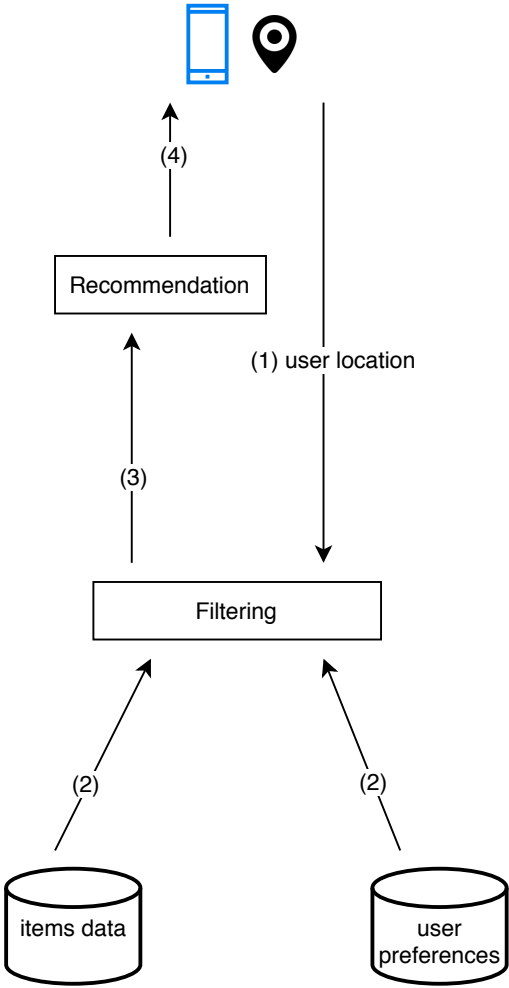 (4)
Recommendation
(1) user location
(3)
Filtering
(2)
(2)
items data
user
preferences